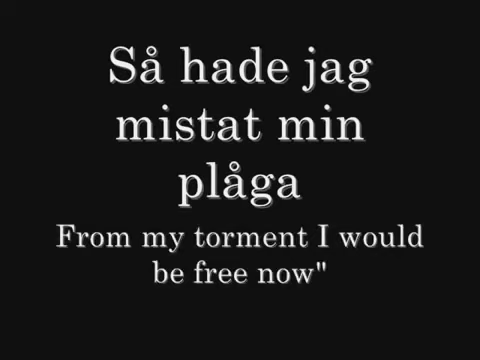 Så hade jag
mistat min
plåga
From my torment I would
be free now"